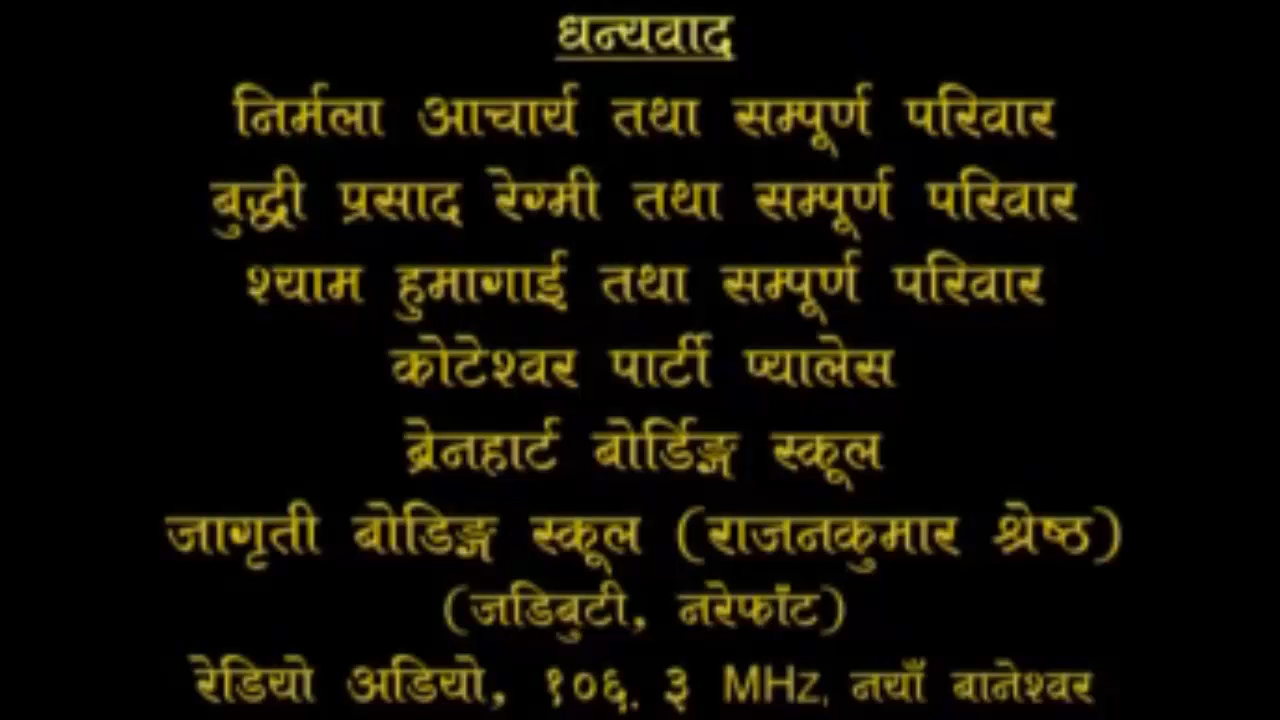 धन्यवाद
निर्मला आचार्य तथा सम्पूर्ण परिवार
बुद्धी प्रसाद रेग्मी तथा सम्पूर्ण परिवार
श्याम हुमागाई तथा सम्पूर्ण परिवार
कोटेश्वर पार्टी प्यालेस
ब्रेनहार्ट बोर्डिङ्ग स्कूल
जागृती बोडिङ्ग स्कूल (राजनकुमार श्रेष्ठ)
(जडिबुटी, नरेफाँट)
रेडियो अडियो, १०६. ३ MHz, नयाँ बानेश्वर